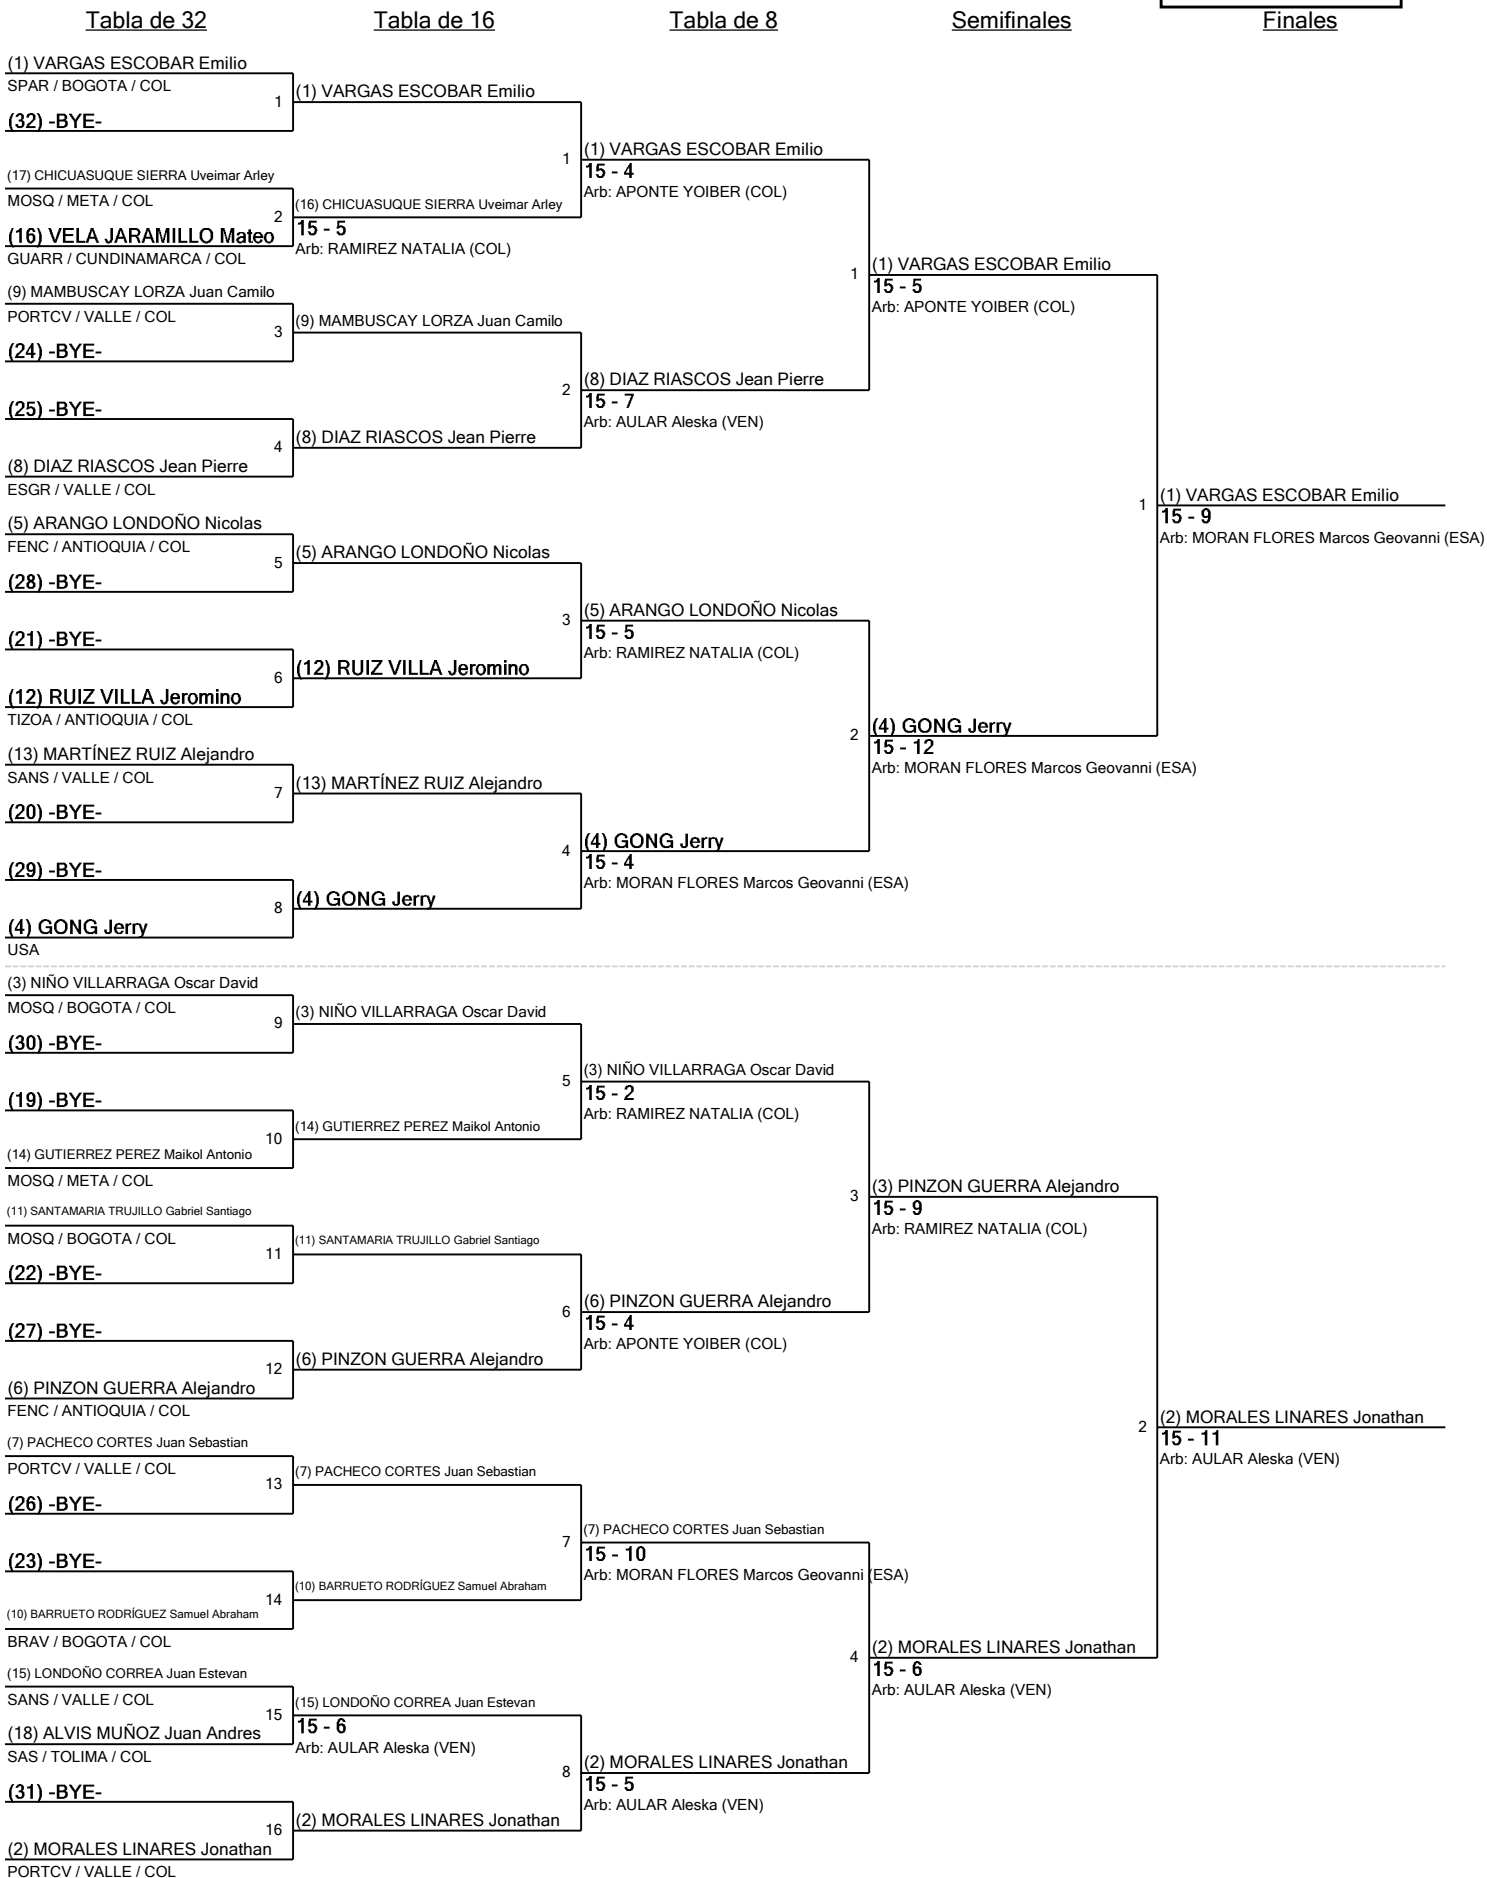 Tabla de 32
Tabla de 16
Tabla de 8
Semifinales
Finales
(1) VARGAS ESCOBAR Emilio
SPAR / BOGOTA / COL
1
(32) -BYE-
(17) CHICUASUQUE SIERRA Uveimar Arley
MOSQ / META / COL
2
(16) VELA JARAMILLO Mateo
GUARR / CUNDINAMARCA / COL
(9) MAMBUSCAY LORZA Juan Camilo
PORTCV / VALLE / COL
3
(24) -BYE-
(25) -BYE-
4
(8) DIAZ RIASCOS Jean Pierre
ESGR / VALLE / COL
(5) ARANGO LONDOÑO Nicolas
FENC / ANTIOQUIA / COL
5
(28) -BYE-
(21) -BYE-
6
(12) RUIZ VILLA Jeromino
TIZOA / ANTIOQUIA / COL
(13) MARTÍNEZ RUIZ Alejandro
SANS / VALLE / COL
7
(20) -BYE-
(29) -BYE-
8
(4) GONG Jerry
USA
(3) NIÑO VILLARRAGA Oscar David
MOSQ / BOGOTA / COL
9
(30) -BYE-
(19) -BYE-
10
(14) GUTIERREZ PEREZ Maikol Antonio
MOSQ / META / COL
(11) SANTAMARIA TRUJILLO Gabriel Santiago
MOSQ / BOGOTA / COL
11
(22) -BYE-
(27) -BYE-
12
(6) PINZON GUERRA Alejandro
FENC / ANTIOQUIA / COL
(7) PACHECO CORTES Juan Sebastian
PORTCV / VALLE / COL
13
(26) -BYE-
(23) -BYE-
14
(10) BARRUETO RODRÍGUEZ Samuel Abraham
BRAV / BOGOTA / COL
(15) LONDOÑO CORREA Juan Estevan
SANS / VALLE / COL
15
(18) ALVIS MUÑOZ Juan Andres
SAS / TOLIMA / COL
(31) -BYE-
16
(2) MORALES LINARES Jonathan
PORTCV / VALLE / COL
(1) VARGAS ESCOBAR Emilio
1
(16) CHICUASUQUE SIERRA Uveimar Arley
15 - 5
Arb: RAMIREZ NATALIA (COL)
(9) MAMBUSCAY LORZA Juan Camilo
2
(8) DIAZ RIASCOS Jean Pierre
(5) ARANGO LONDOÑO Nicolas
3
(12) RUIZ VILLA Jeromino
(13) MARTÍNEZ RUIZ Alejandro
4
(4) GONG Jerry
(3) NIÑO VILLARRAGA Oscar David
5
(14) GUTIERREZ PEREZ Maikol Antonio
(11) SANTAMARIA TRUJILLO Gabriel Santiago
6
(6) PINZON GUERRA Alejandro
(7) PACHECO CORTES Juan Sebastian
7
(10) BARRUETO RODRÍGUEZ Samuel Abraham
(15) LONDOÑO CORREA Juan Estevan
15 - 6
Arb: AULAR Aleska (VEN)
8
(2) MORALES LINARES Jonathan
(1) VARGAS ESCOBAR Emilio
15 - 4
Arb: APONTE YOIBER (COL)
1
(8) DIAZ RIASCOS Jean Pierre
15 - 7
Arb: AULAR Aleska (VEN)
(5) ARANGO LONDOÑO Nicolas
15 - 5
Arb: RAMIREZ NATALIA (COL)
2
(4) GONG Jerry
15 - 4
Arb: MORAN FLORES Marcos Geovanni (ESA)
(3) NIÑO VILLARRAGA Oscar David
15 - 2
Arb: RAMIREZ NATALIA (COL)
3
(6) PINZON GUERRA Alejandro
15 - 4
Arb: APONTE YOIBER (COL)
(7) PACHECO CORTES Juan Sebastian
15 - 10
Arb: MORAN FLORES Marcos Geovanni (ESA)
4
(2) MORALES LINARES Jonathan
15 - 5
Arb: AULAR Aleska (VEN)
(1) VARGAS ESCOBAR Emilio
15 - 5
Arb: APONTE YOIBER (COL)
1
(4) GONG Jerry
15 - 12
Arb: MORAN FLORES Marcos Geovanni (ESA)
(3) PINZON GUERRA Alejandro
15 - 9
Arb: RAMIREZ NATALIA (COL)
2
(2) MORALES LINARES Jonathan
15 - 6
Arb: AULAR Aleska (VEN)
(1) VARGAS ESCOBAR Emilio
15 - 9
Arb: MORAN FLORES Marcos Geovanni (ESA)
(2) MORALES LINARES Jonathan
15 - 11
Arb: AULAR Aleska (VEN)